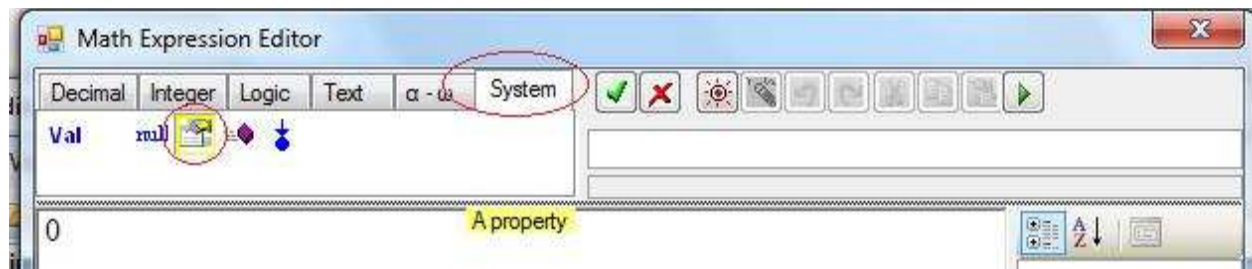 Math Expression Editor
Decimal Integer Logic Text α - ω System
Val null
0 A property
A Z